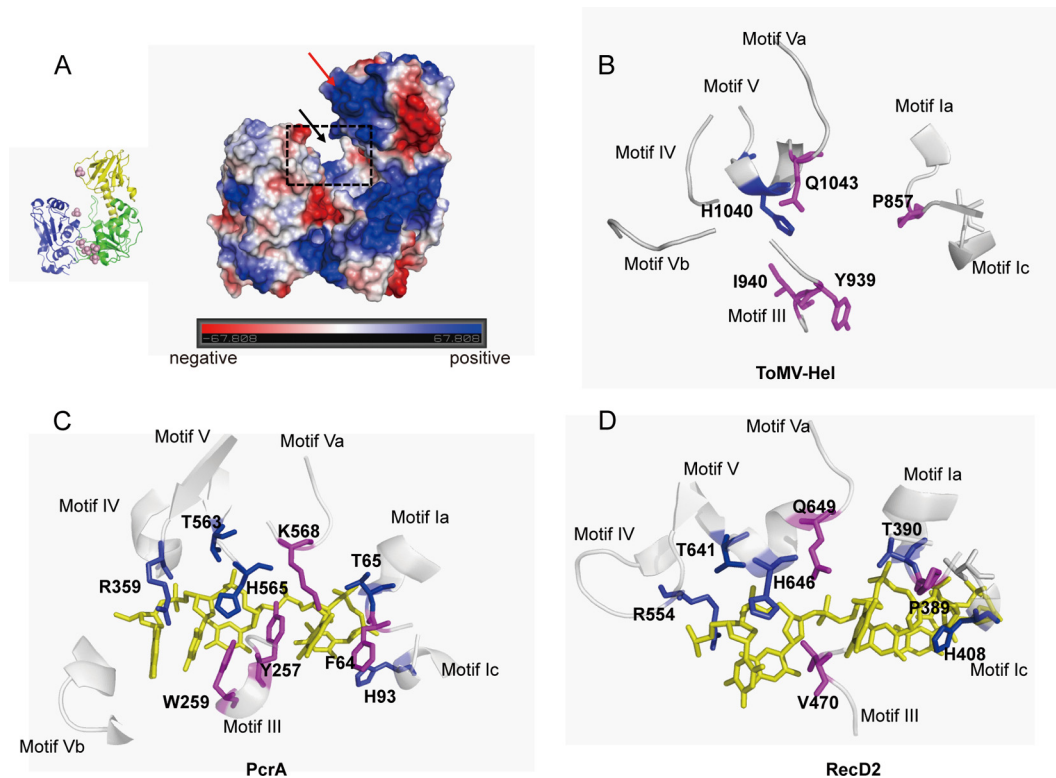 A
-67.808
67.808
negative
positive
B
Motif Va
Motif V
Motif Ia
Motif IV
Q1043
P857
H1040
Motif Vb
I940
Y939
Motif Ic
Motif III
ToMV-Hel
C
Motif V
Motif Va
Motif IV
T563
K568
Motif Ia
R359
H565
T65
Y257
F64
W259
H93
Motif Ic
Motif III
Motif Vb
PcrA
D
Motif Va
Motif V
Motif Ia
Q649
Motif IV
T390
T641
H646
R554
P389
H408
Motif Ic
V470
Motif III
RecD2